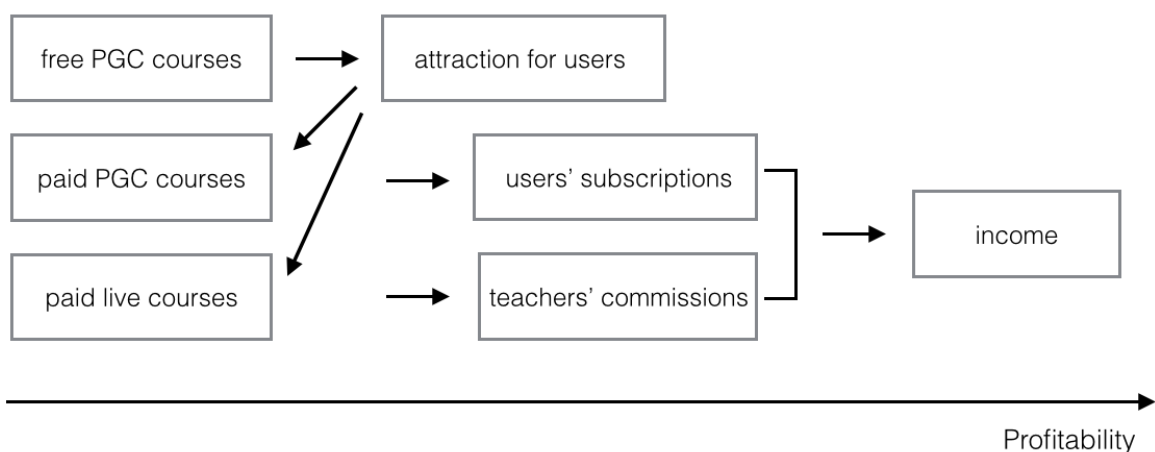 free PGC courses
attraction for users
paid PGC courses
users’ subscriptions
income
paid live courses
teachers’ commissions
Profitability